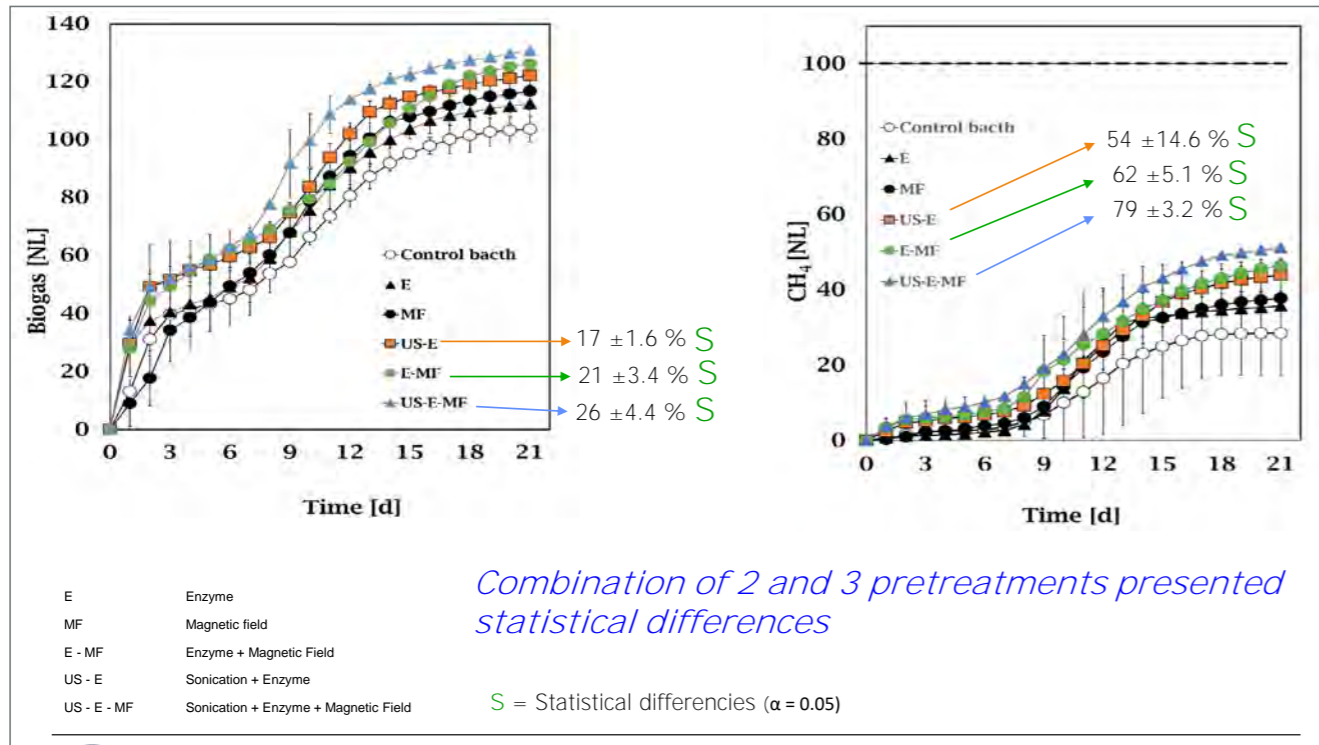 140
120
100
80
60
40
20
0
Biogas [NL]
Control bacth
E
MF
US-E
E-MF
US-E-MF
17 ±1.6 % S
21 ±3.4 % S
26 ±4.4 % S
0 3 6 9 12 15 18 21
Time [d]
100
80
60
40
20
0
CH4 [NL]
Control bacth
E
MF
US-E
E-MF
US-E-MF
54 ±14.6 % S
62 ±5.1 % S
79 ±3.2 % S
0 3 6 9 12 15 18 21
Time [d]
E Enzyme
MF Magnetic field
E - MF Enzyme + Magnetic Field
US - E Sonication + Enzyme
US - E - MF Sonication + Enzyme + Magnetic Field
Combination of 2 and 3 pretreatments presented
statistical differences
S = Statistical differencies (α = 0.05)